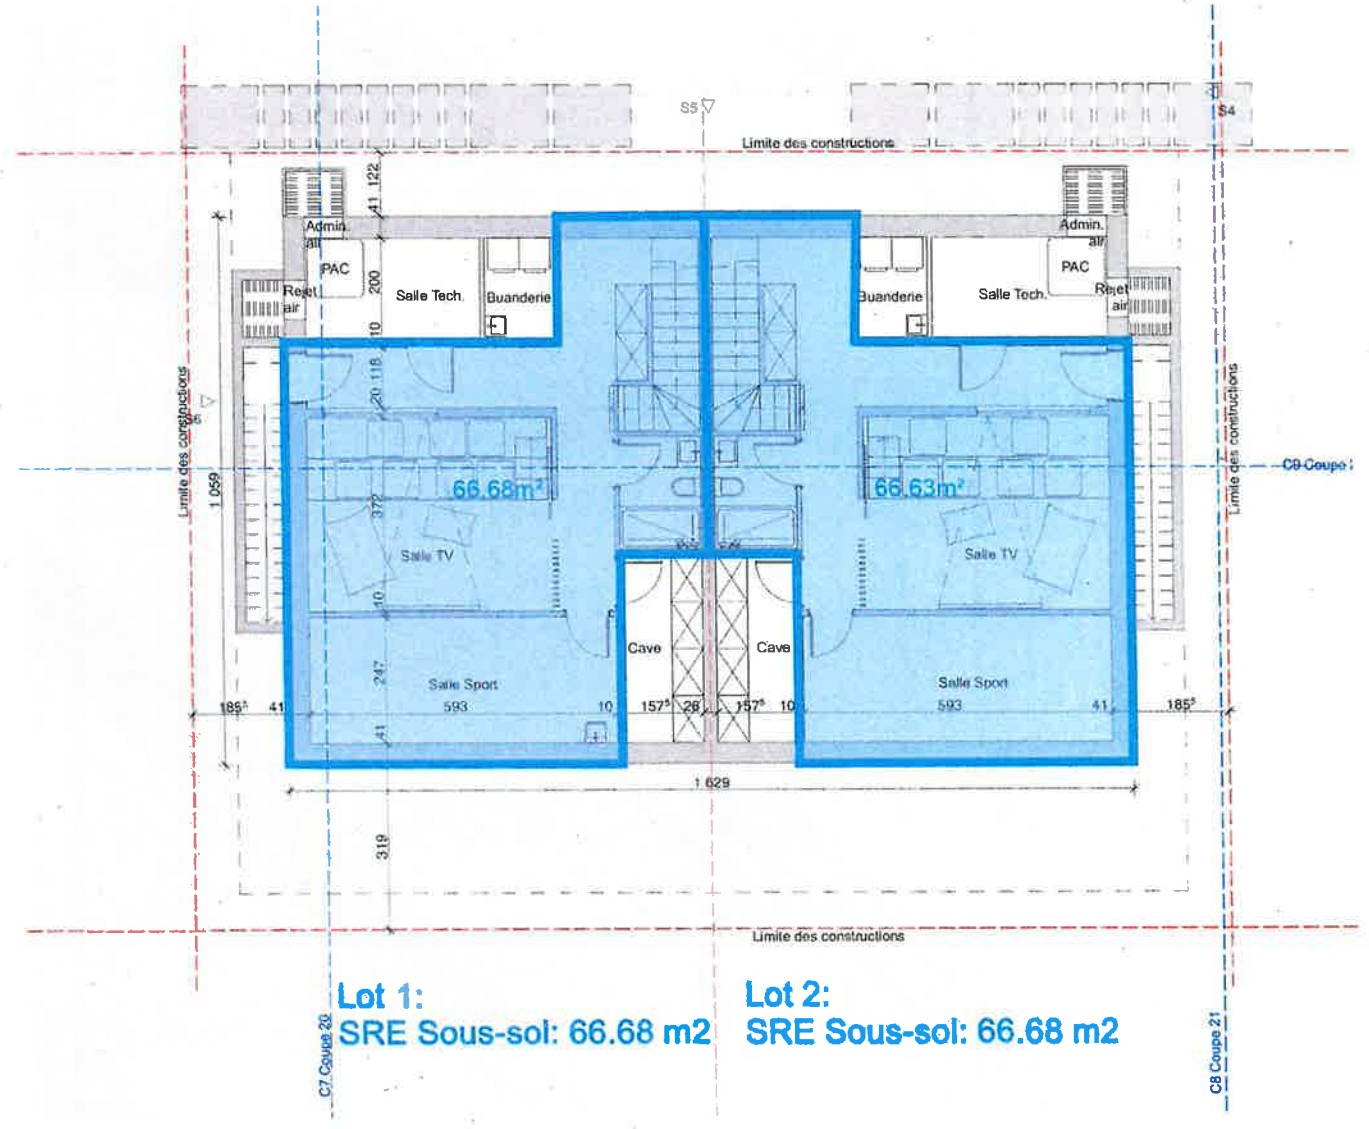 S5
S4
Limite des constructions
122
41
Admin.
air
Admin.
air
PAC
PAC
200
Salle Tech.
Buanderie
Buanderie
Salle Tech.
Rejet
air
Rejet
air
10
118
20
Limite des constructions
Limite des constructions
S6
1 059
C9 Coupe
66.68m²
66.63m²
372
Salle TV
Salle TV
10
Cave
Cave
247
Salle Sport
Salle Sport
185⁵
41
593
10
157⁵
26
157⁵
10
593
41
185⁵
41
1 629
319
Limite des constructions
Lot 1:
SRE Sous-sol: 66.68 m2
Lot 2:
SRE Sous-sol: 66.68 m2
C7 Coupe 20
C8 Coupe 21